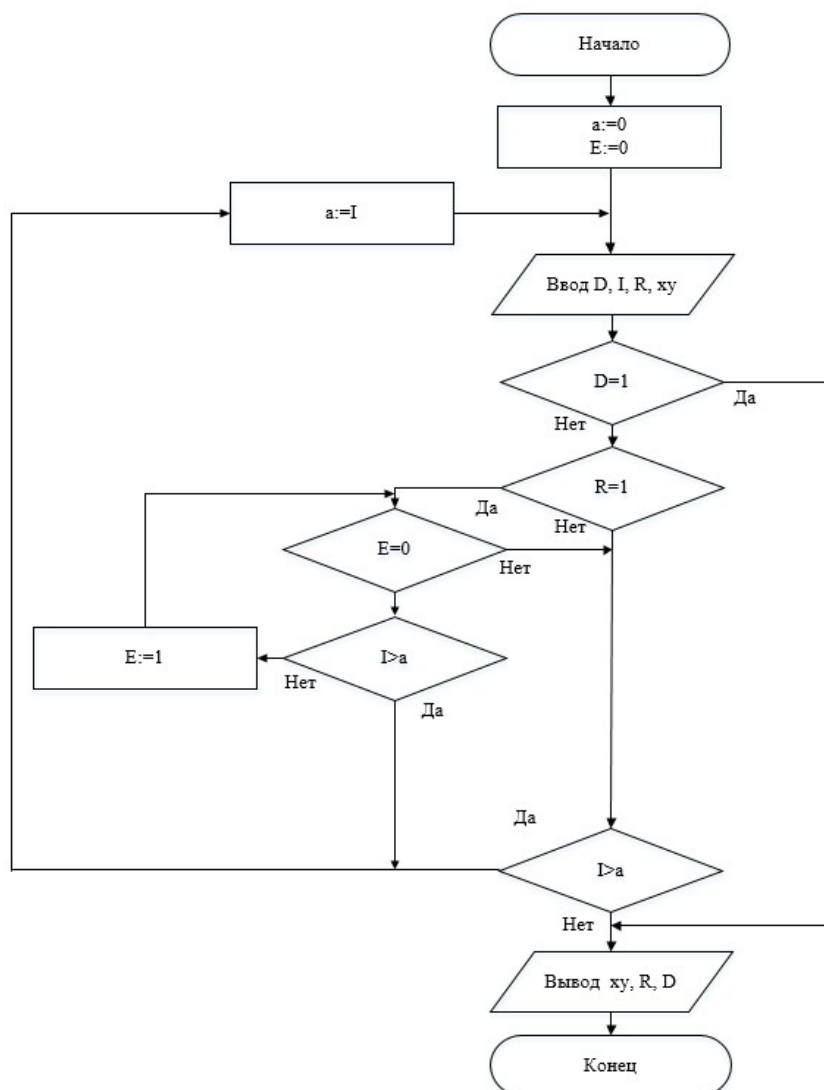 Начало
a:=0
E:=0
a:=I
Ввод D, I, R, xy
D=1
Да
Нет
R=1
Да
Нет
E=0
Нет
E:=1
I>a
Нет
Да
Да
I>a
Нет
Вывод xy, R, D
Конец